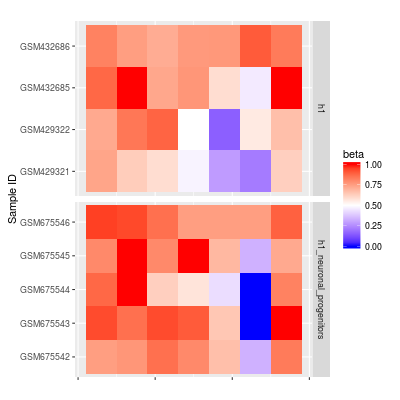 GSM432686
GSM432685
GSM429322
GSM429321
h1
GSM675546
GSM675545
GSM675544
GSM675543
GSM675542
h1_neuronal_progenitors
Sample ID
beta
1.00
0.75
0.50
0.25
0.00